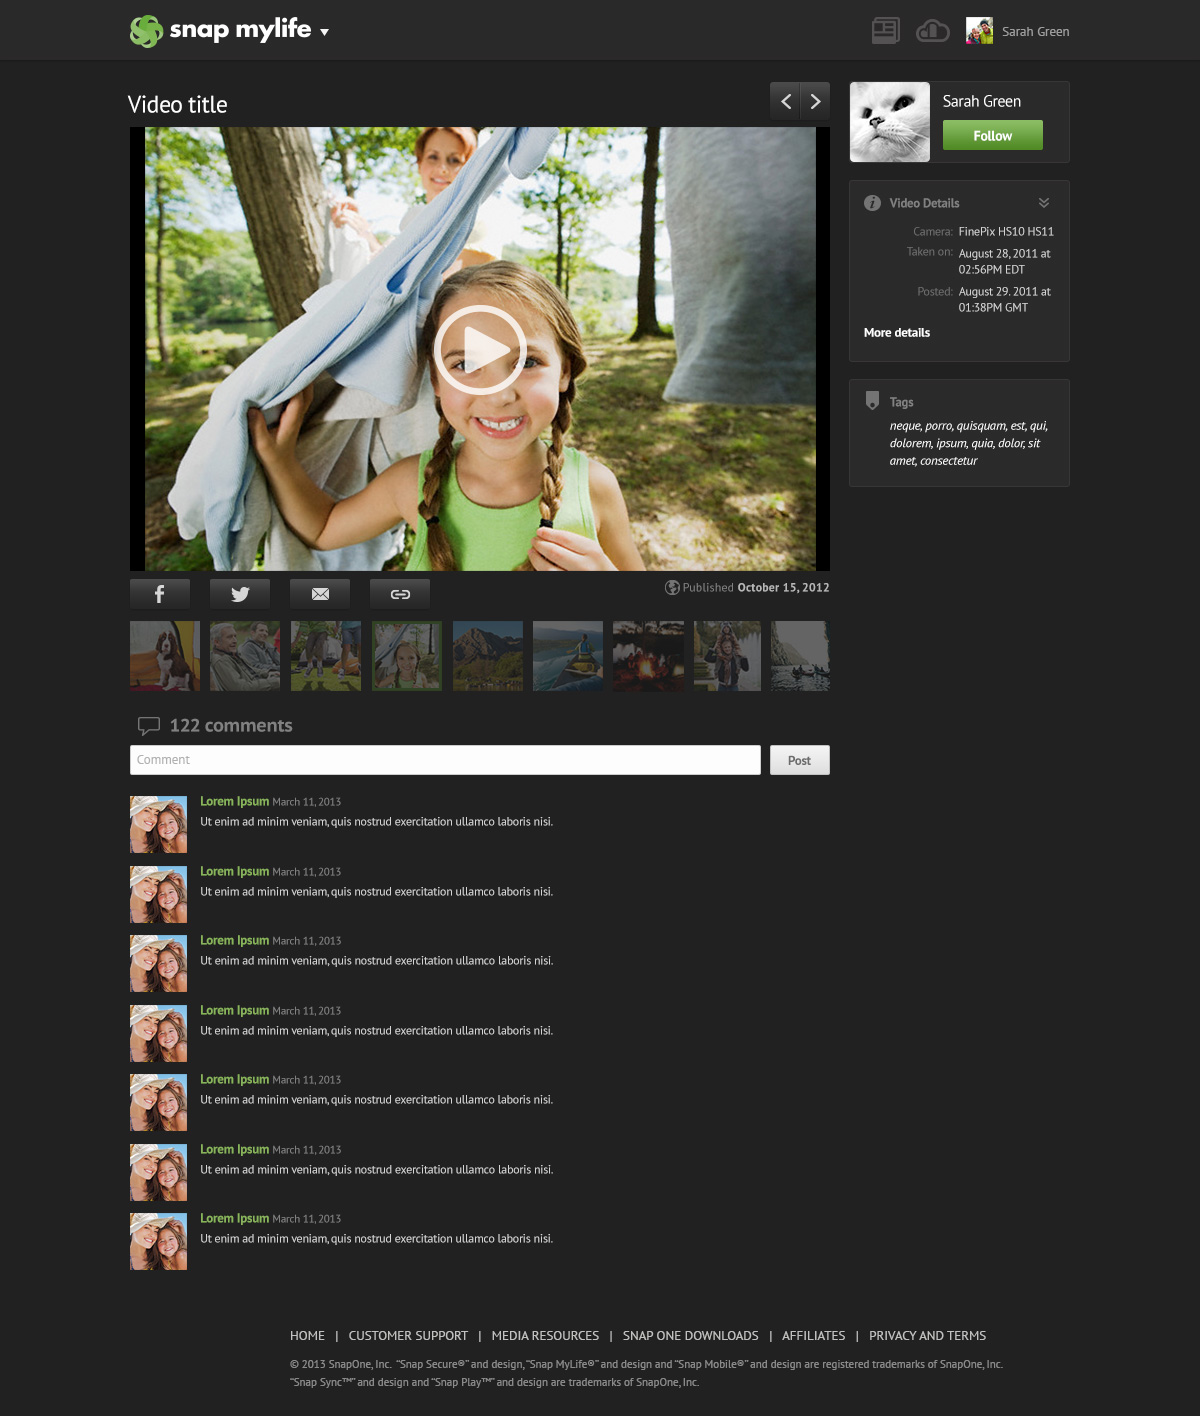 snap mylife
Sarah Green
Video title
Sarah Green
Follow
Video Details
Camera: FinePix HS10 HS11
Taken on: August 28, 2011 at
02:56PM EDT
Posted: August 29. 2011 at
01:38PM GMT
More details
Tags
neque, porro, quisquam, est, qui,
dolorem, ipsum, quia, dolor, sit
amet, consectetur
Published October 15, 2012
122 comments
Comment
Post
Lorem Ipsum March 11, 2013
Ut enim ad minim veniam, quis nostrud exercitation ullamco laboris nisi.
Lorem Ipsum March 11, 2013
Ut enim ad minim veniam, quis nostrud exercitation ullamco laboris nisi.
Lorem Ipsum March 11, 2013
Ut enim ad minim veniam, quis nostrud exercitation ullamco laboris nisi.
Lorem Ipsum March 11, 2013
Ut enim ad minim veniam, quis nostrud exercitation ullamco laboris nisi.
Lorem Ipsum March 11, 2013
Ut enim ad minim veniam, quis nostrud exercitation ullamco laboris nisi.
Lorem Ipsum March 11, 2013
Ut enim ad minim veniam, quis nostrud exercitation ullamco laboris nisi.
Lorem Ipsum March 11, 2013
Ut enim ad minim veniam, quis nostrud exercitation ullamco laboris nisi.
HOME | CUSTOMER SUPPORT | MEDIA RESOURCES | SNAP ONE DOWNLOADS | AFFILIATES | PRIVACY AND TERMS
© 2013 SnapOne, Inc. “Snap Secure®” and design, “Snap MyLife®” and design and “Snap Mobile®” and design are registered trademarks of SnapOne, Inc.
“Snap Sync™” and design and “Snap Play™” and design are trademarks of SnapOne, Inc.